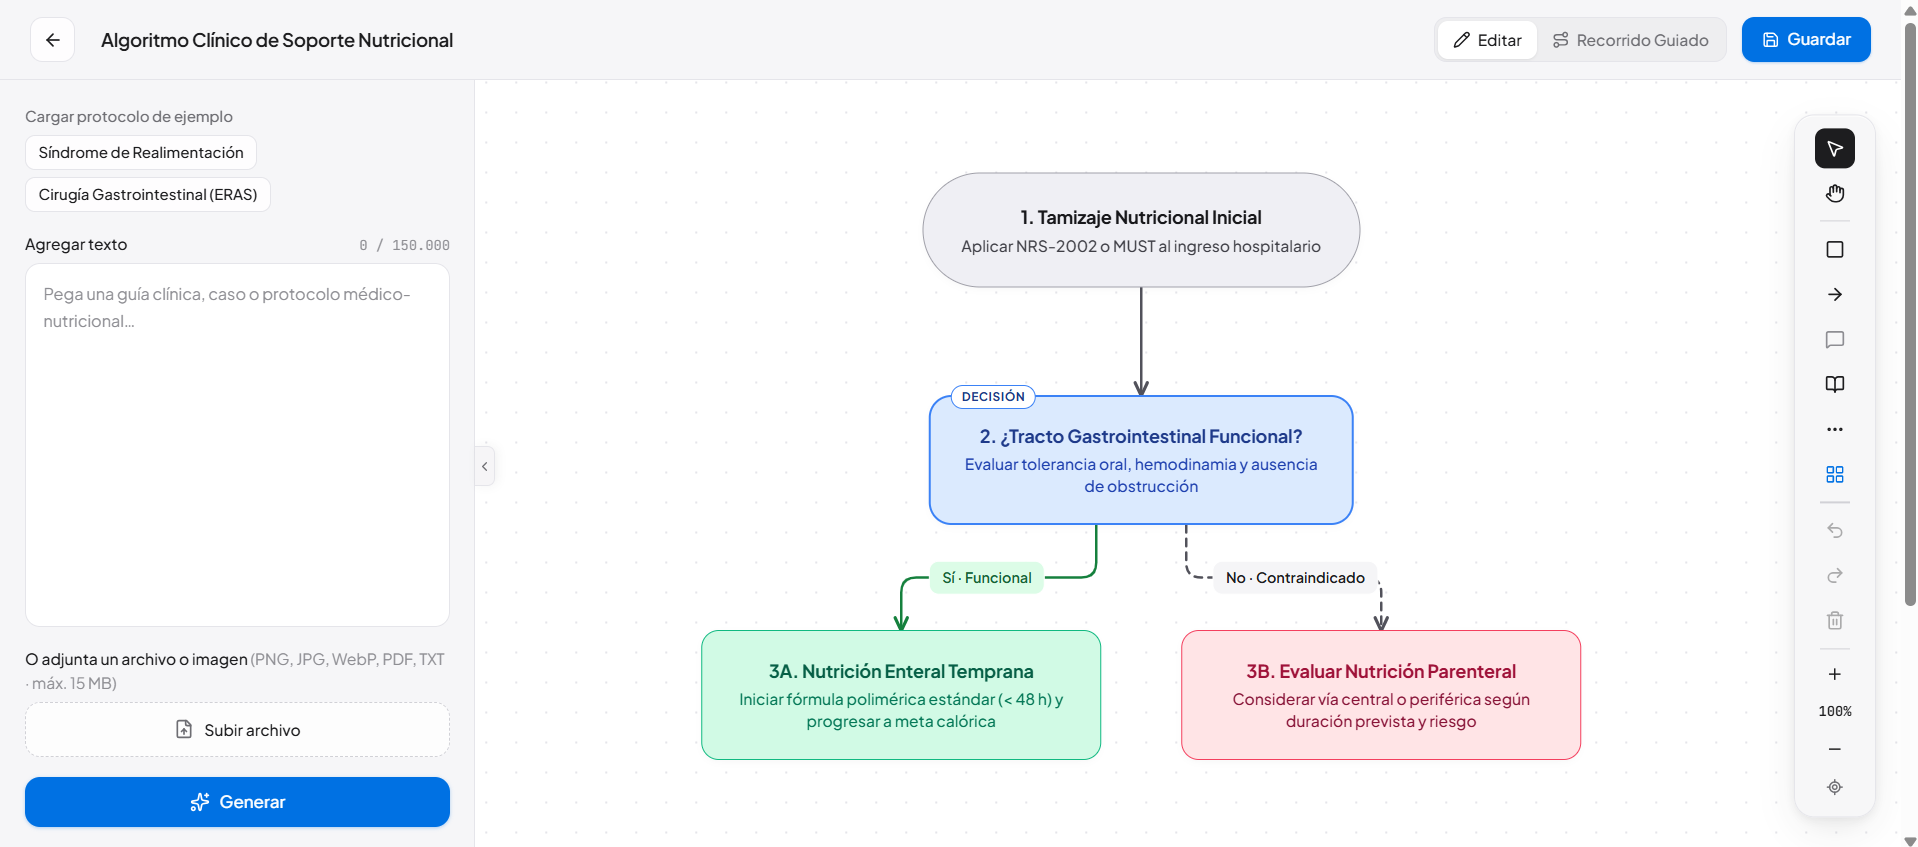 Algoritmo Clínico de Soporte Nutricional
Editar
Recorrido Guiado
Guardar
Cargar protocolo de ejemplo
Síndrome de Realimentación
Cirugía Gastrointestinal (ERAS)
Agregar texto
0 / 150.000
Pega una guía clínica, caso o protocolo médico-
nutricional...
O adjunta un archivo o imagen (PNG, JPG, WebP, PDF, TXT
· máx. 15 MB)
Subir archivo
Generar
1. Tamizaje Nutricional Inicial
Aplicar NRS-2002 o MUST al ingreso hospitalario
DECISIÓN
2. ¿Tracto Gastrointestinal Funcional?
Evaluar tolerancia oral, hemodinamia y ausencia
de obstrucción
Sí · Funcional
No · Contraindicado
3A. Nutrición Enteral Temprana
Iniciar fórmula polimérica estándar (< 48 h) y
progresar a meta calórica
3B. Evaluar Nutrición Parenteral
Considerar vía central o periférica según
duración prevista y riesgo
100%